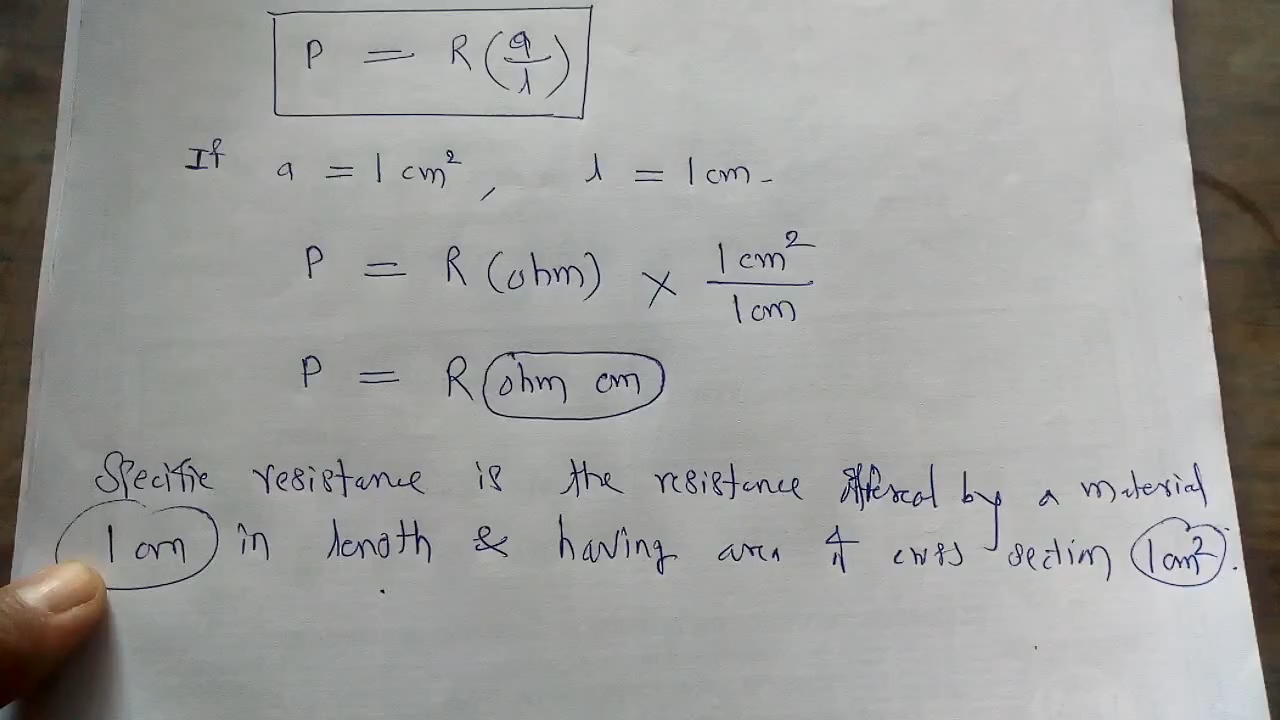 P = R(a/l)
If a = 1 cm², l = 1 cm
P = R (ohm) × 1 cm²/1 cm
P = R ohm cm
Specific resistance is the resistance offered by a material
1 cm in length & having area of cross section 1 cm².